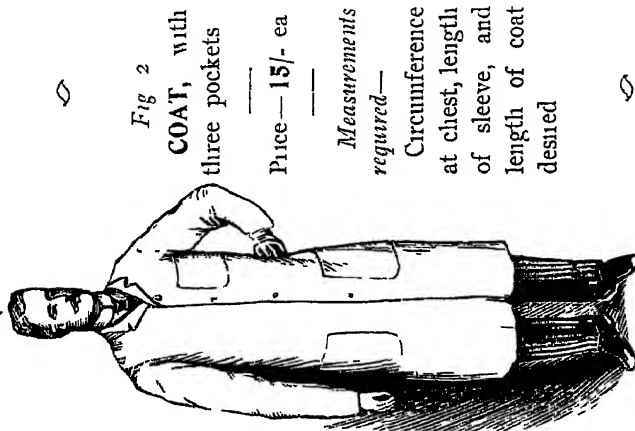 Fig 2
COAT, with
three pockets
Price—15/- ea
Measurements
required—
Circumference
at chest, length
of sleeve, and
length of coat
desired